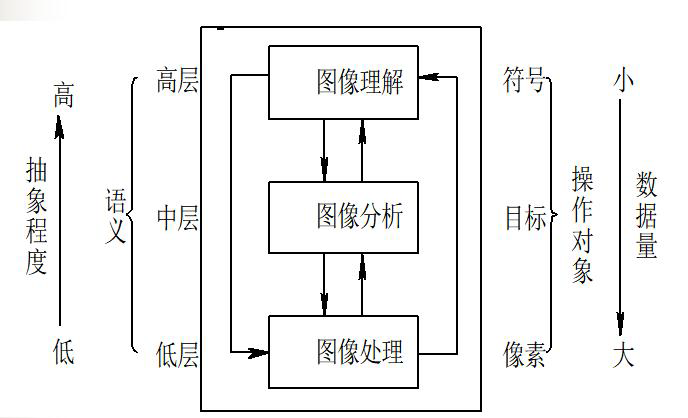 高层
图像理解
符号
小
高
抽象程度
语义
中层
图像分析
目标
操作对象
数据量
低
低层
图像处理
像素
大